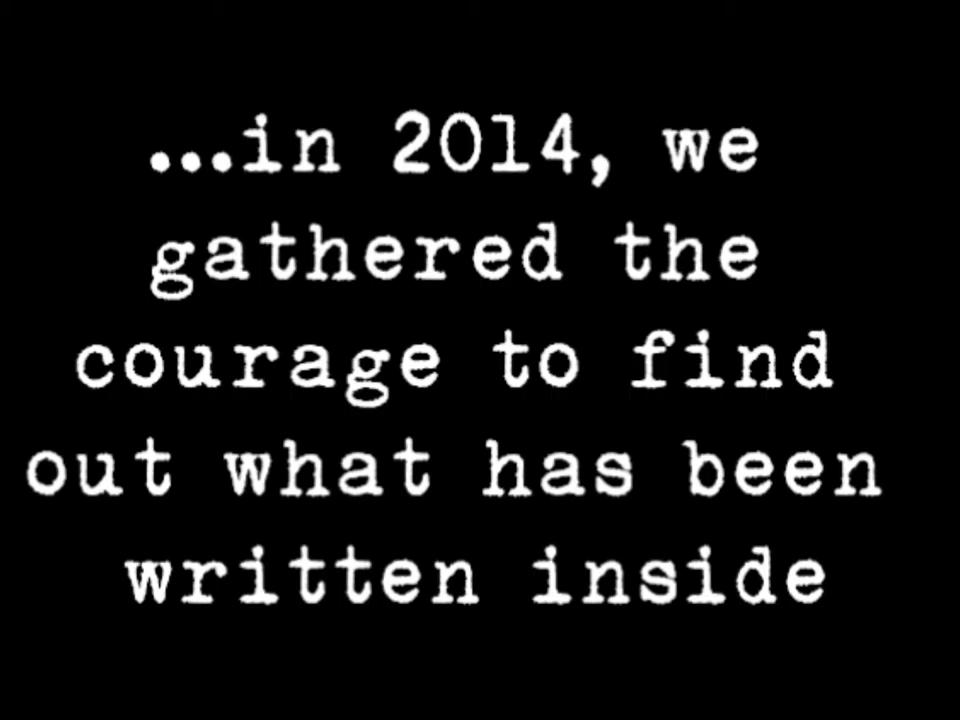 ...in 2014, we
gathered the
courage to find
out what has been
written inside